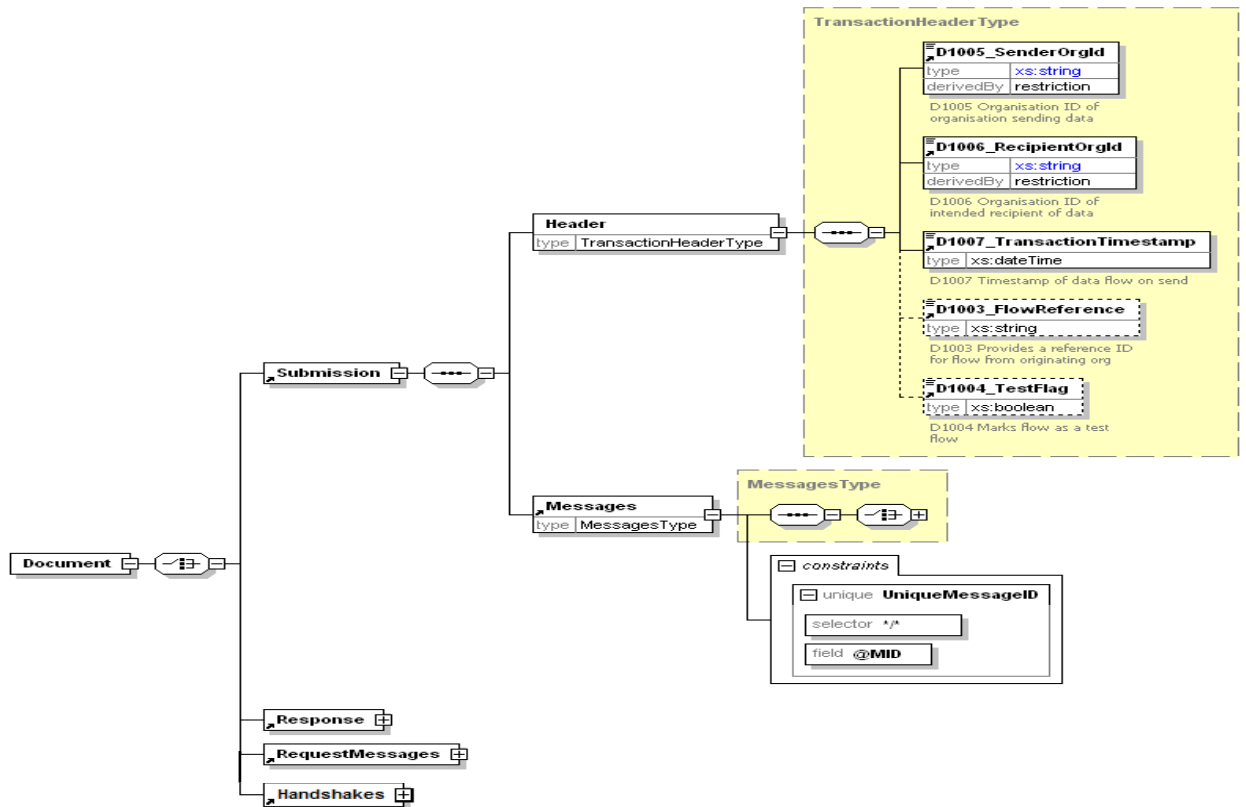 TransactionHeaderType
D1005_SenderOrgId
type xs:string
derivedBy restriction
D1005 Organisation ID of
organisation sending data
D1006_RecipientOrgId
type xs:string
derivedBy restriction
D1006 Organisation ID of
intended recipient of data
Header
type TransactionHeaderType
D1007_TransactionTimestamp
type xs:dateTime
D1007 Timestamp of data flow on send
D1003_FlowReference
type xs:string
D1003 Provides a reference ID
for flow from originating org
Submission
D1004_TestFlag
type xs:boolean
D1004 Marks flow as a test
flow
MessagesType
Messages
type MessagesType
Document
constraints
unique UniqueMessageID
selector */*
field @MID
Response
RequestMessages
Handshakes